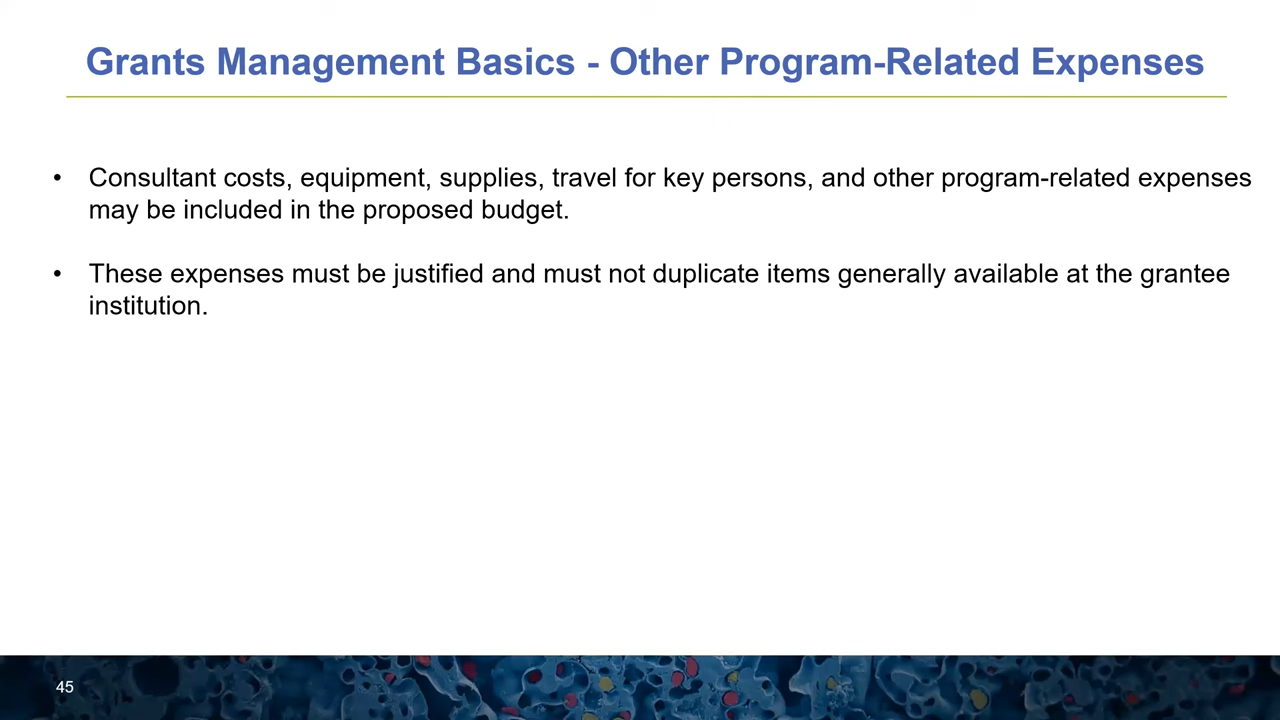 Grants Management Basics - Other Program-Related Expenses
• Consultant costs, equipment, supplies, travel for key persons, and other program-related expenses
may be included in the proposed budget.
• These expenses must be justified and must not duplicate items generally available at the grantee
institution.
45